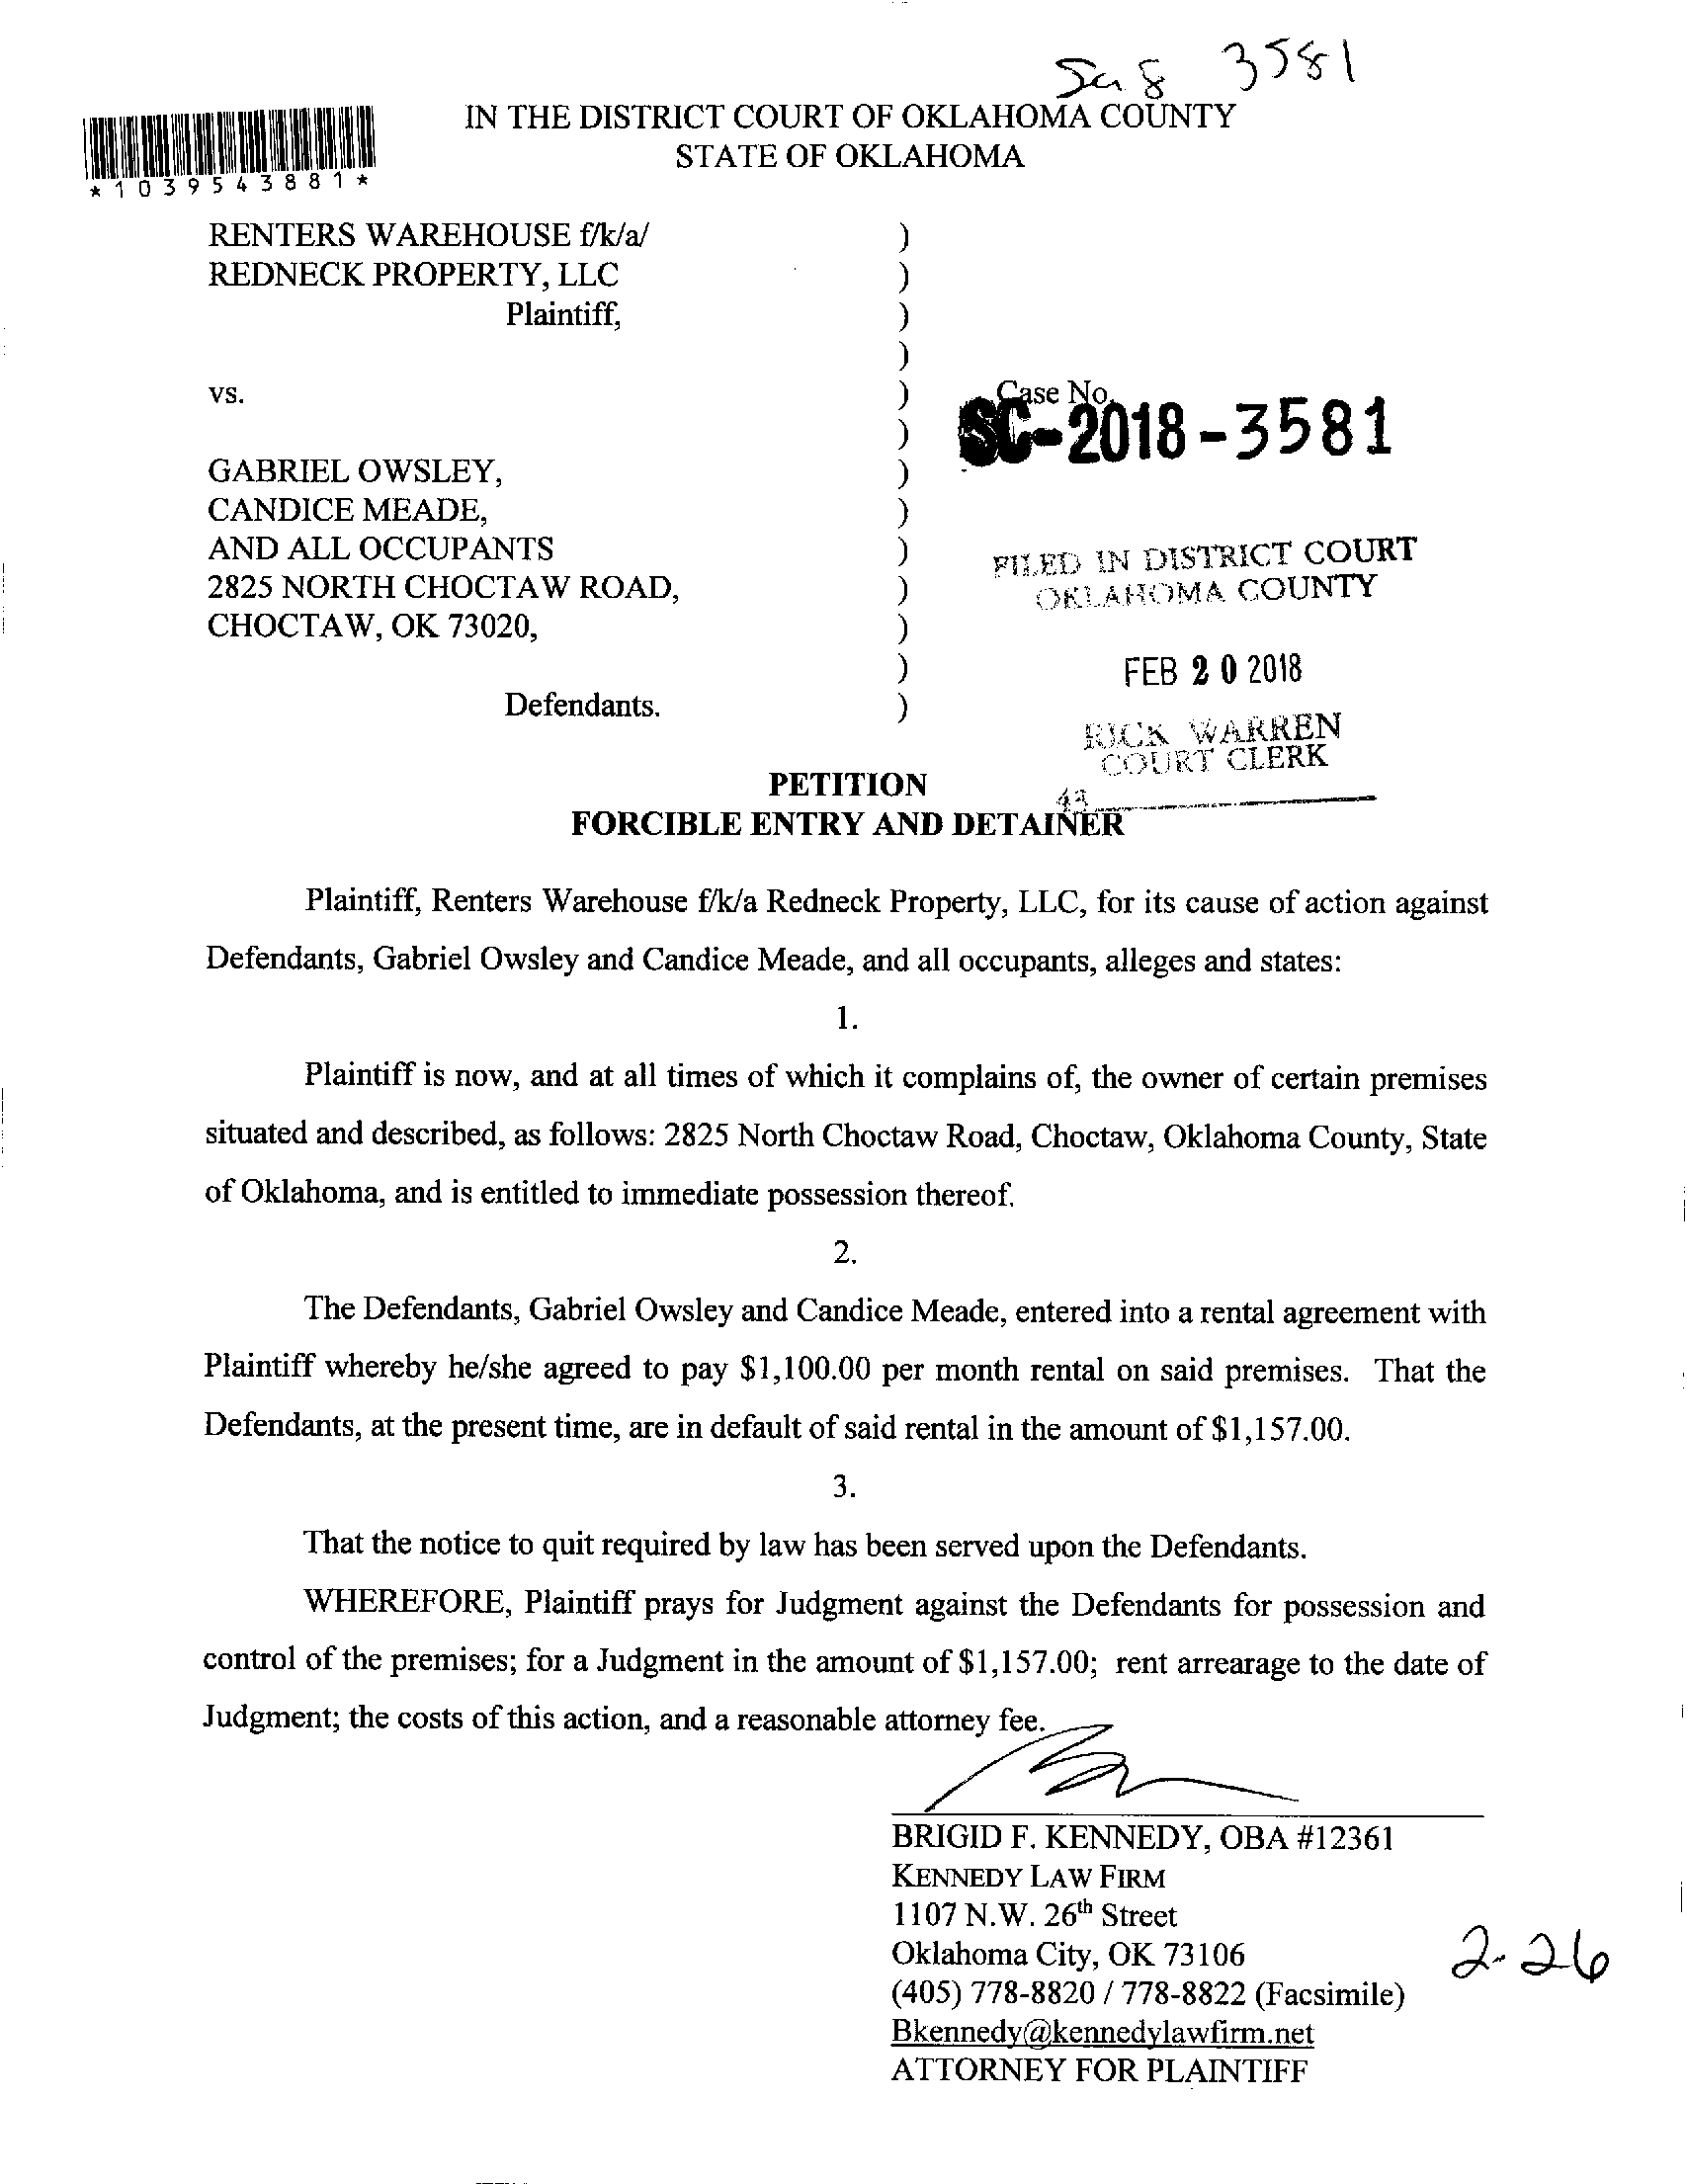 3581
IN THE DISTRICT COURT OF OKLAHOMA COUNTY
STATE OF OKLAHOMA
*1039543881*
RENTERS WAREHOUSE f/k/a/ )
REDNECK PROPERTY, LLC )
Plaintiff, )
)
vs. ) Case No.
) SC-2018-3581
GABRIEL OWSLEY, )
CANDICE MEADE, )
AND ALL OCCUPANTS )
2825 NORTH CHOCTAW ROAD, )
CHOCTAW, OK 73020, )
)
Defendants. )
FILED IN DISTRICT COURT
OKLAHOMA COUNTY
FEB 20 2018
RICK WARREN
COURT CLERK
43
PETITION
FORCIBLE ENTRY AND DETAINER
Plaintiff, Renters Warehouse f/k/a Redneck Property, LLC, for its cause of action against
Defendants, Gabriel Owsley and Candice Meade, and all occupants, alleges and states:
1.
Plaintiff is now, and at all times of which it complains of, the owner of certain premises
situated and described, as follows: 2825 North Choctaw Road, Choctaw, Oklahoma County, State
of Oklahoma, and is entitled to immediate possession thereof.
2.
The Defendants, Gabriel Owsley and Candice Meade, entered into a rental agreement with
Plaintiff whereby he/she agreed to pay $1,100.00 per month rental on said premises. That the
Defendants, at the present time, are in default of said rental in the amount of $1,157.00.
3.
That the notice to quit required by law has been served upon the Defendants.
WHEREFORE, Plaintiff prays for Judgment against the Defendants for possession and
control of the premises; for a Judgment in the amount of $1,157.00; rent arrearage to the date of
Judgment; the costs of this action, and a reasonable attorney fee.
BRIGID F. KENNEDY, OBA #12361
KENNEDY LAW FIRM
1107 N.W. 26th Street
Oklahoma City, OK 73106
(405) 778-8820 / 778-8822 (Facsimile)
Bkennedy@kennedylawfirm.net
ATTORNEY FOR PLAINTIFF
2-26